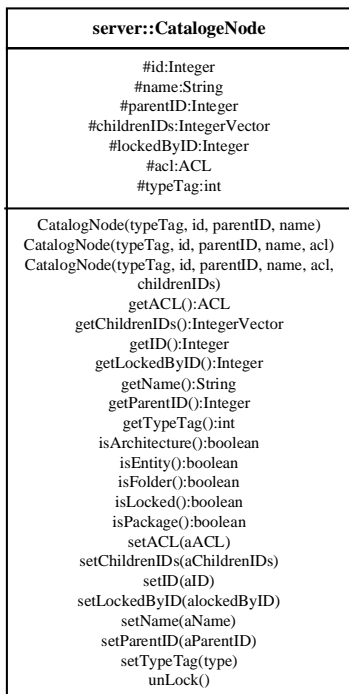 server::CatalogeNode
#id:Integer
#name:String
#parentID:Integer
#childrenIDs:IntegerVector
#lockedByID:Integer
#acl:ACL
#typeTag:int
CatalogNode(typeTag, id, parentID, name)
CatalogNode(typeTag, id, parentID, name, acl)
CatalogNode(typeTag, id, parentID, name, acl,
childrenIDs)
getACL():ACL
getChildrenIDs():IntegerVector
getID():Integer
getLockedByID():Integer
getName():String
getParentID():Integer
getTypeTag():int
isArchitecture():boolean
isEntity():boolean
isFolder():boolean
isLocked():boolean
isPackage():boolean
setACL(aACL)
setChildrenIDs(aChildrenIDs)
setID(aID)
setLockedByID(alockedByID)
setName(aName)
setParentID(aParentID)
setTypeTag(type)
unLock()